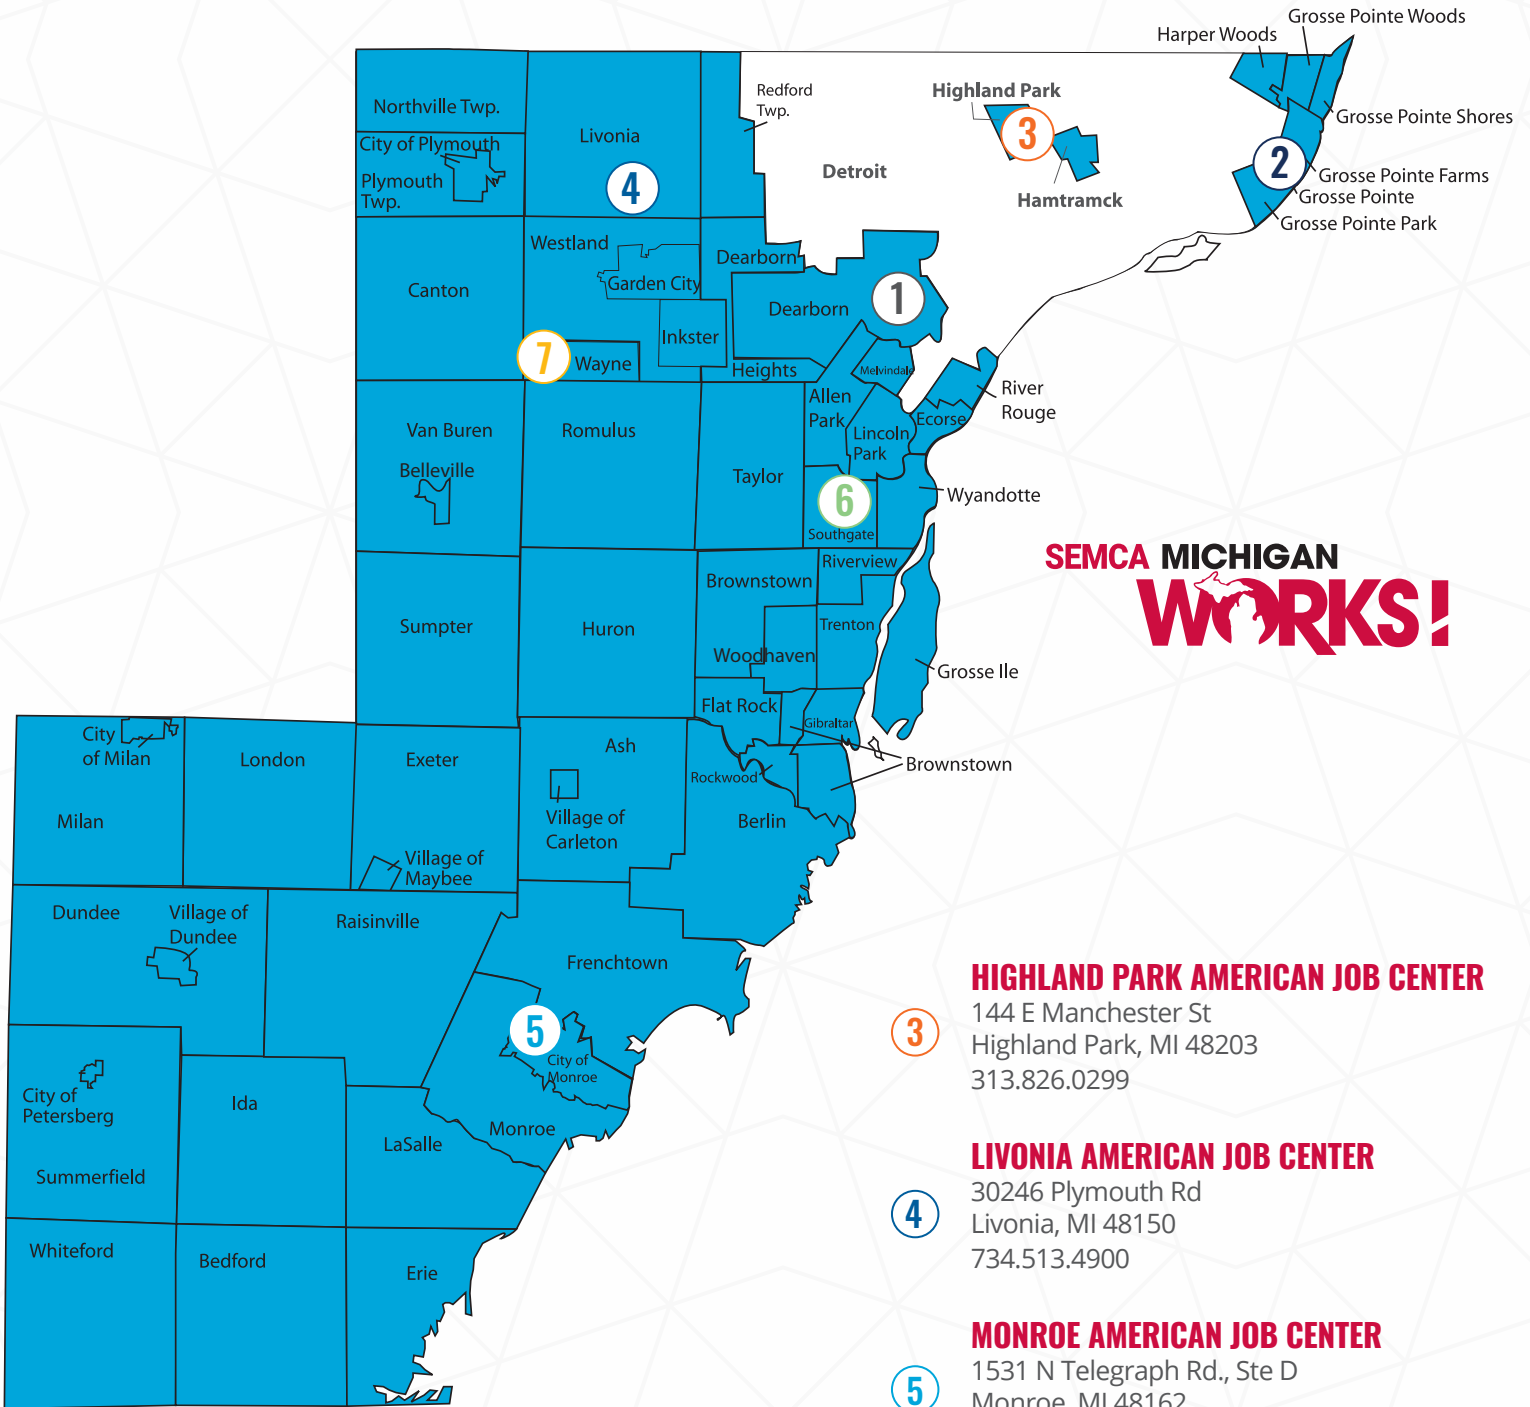 Grosse Pointe Woods
Harper Woods
Grosse Pointe Shores
Northville Twp.
Livonia
Redford
Twp.
Highland Park
3
Detroit
Hamtramck
2
Grosse Pointe Farms
Grosse Pointe
Grosse Pointe Park
City of Plymouth
Plymouth
Twp.
4
Westland
Garden City
Dearborn
Canton
Dearborn
1
Inkster
7
Wayne
Heights
Melvindale
Allen
Park
River
Rouge
Ecorse
Lincoln
Park
Van Buren
Belleville
Romulus
Taylor
6
Southgate
Wyandotte
SEMCA MICHIGAN
WORKS!
Riverview
Brownstown
Sumpter
Huron
Trenton
Woodhaven
Grosse Ile
Flat Rock
Gibraltar
Brownstown
City
of Milan
London
Exeter
Ash
Rockwood
Milan
Village of
Carleton
Berlin
Village of
Maybee
Dundee
Village of
Dundee
Raisinville
Frenchtown
5
City of
Monroe
City of
Petersberg
Ida
Monroe
LaSalle
Summerfield
Whiteford
Bedford
Erie
HIGHLAND PARK AMERICAN JOB CENTER
3
144 E Manchester St
Highland Park, MI 48203
313.826.0299
LIVONIA AMERICAN JOB CENTER
4
30246 Plymouth Rd
Livonia, MI 48150
734.513.4900
MONROE AMERICAN JOB CENTER
5
1531 N Telegraph Rd., Ste D
Monroe, MI 48162